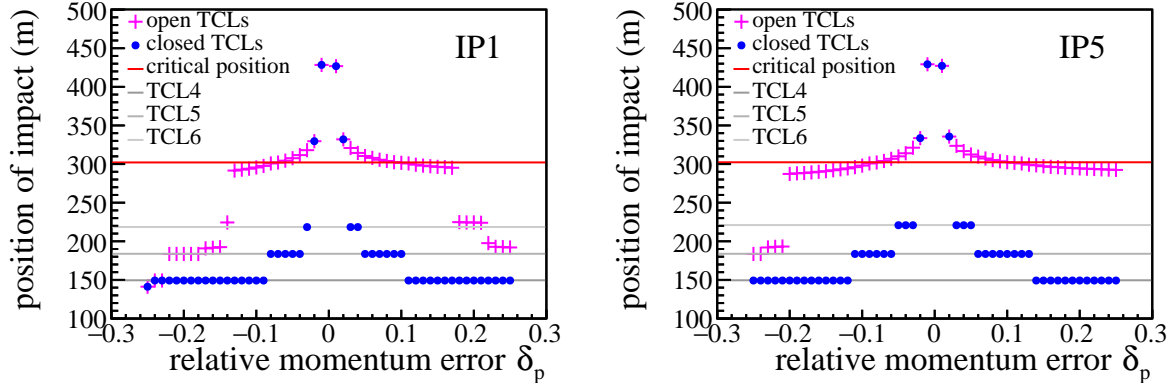 position of impact (m)
500
450
400
350
300
250
200
150
100
open TCLs
closed TCLs
critical position
TCL4
TCL5
TCL6
IP1
−0.3 −0.2 −0.1 0 0.1 0.2 0.3
relative momentum error δp
position of impact (m)
500
450
400
350
300
250
200
150
100
open TCLs
closed TCLs
critical position
TCL4
TCL5
TCL6
IP5
−0.3 −0.2 −0.1 0 0.1 0.2 0.3
relative momentum error δp